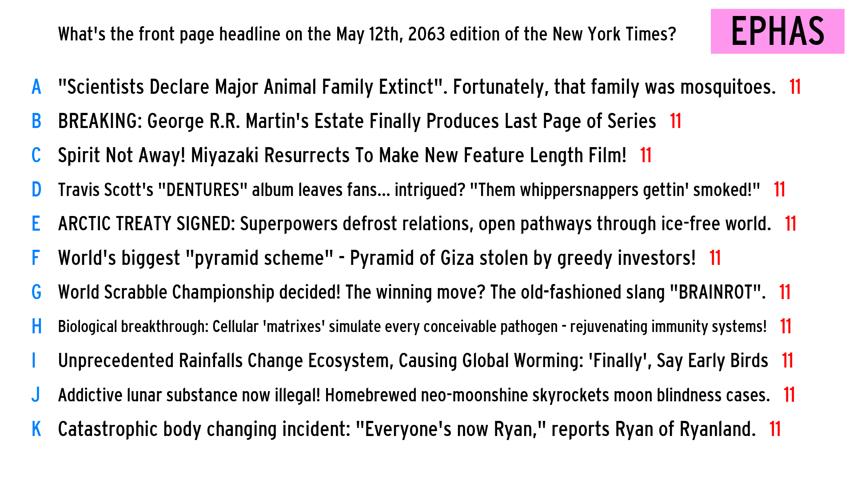 What's the front page headline on the May 12th, 2063 edition of the New York Times?
EPHAS
A "Scientists Declare Major Animal Family Extinct". Fortunately, that family was mosquitoes. 11
B BREAKING: George R.R. Martin's Estate Finally Produces Last Page of Series 11
C Spirit Not Away! Miyazaki Resurrects To Make New Feature Length Film! 11
D Travis Scott's "DENTURES" album leaves fans... intrigued? "Them whippersnappers gettin' smoked!" 11
E ARCTIC TREATY SIGNED: Superpowers defrost relations, open pathways through ice-free world. 11
F World's biggest "pyramid scheme" - Pyramid of Giza stolen by greedy investors! 11
G World Scrabble Championship decided! The winning move? The old-fashioned slang "BRAINROT". 11
H Biological breakthrough: Cellular 'matrixes' simulate every conceivable pathogen - rejuvenating immunity systems! 11
I Unprecedented Rainfalls Change Ecosystem, Causing Global Worming: 'Finally', Say Early Birds 11
J Addictive lunar substance now illegal! Homebrewed neo-moonshine skyrockets moon blindness cases. 11
K Catastrophic body changing incident: "Everyone's now Ryan," reports Ryan of Ryanland. 11